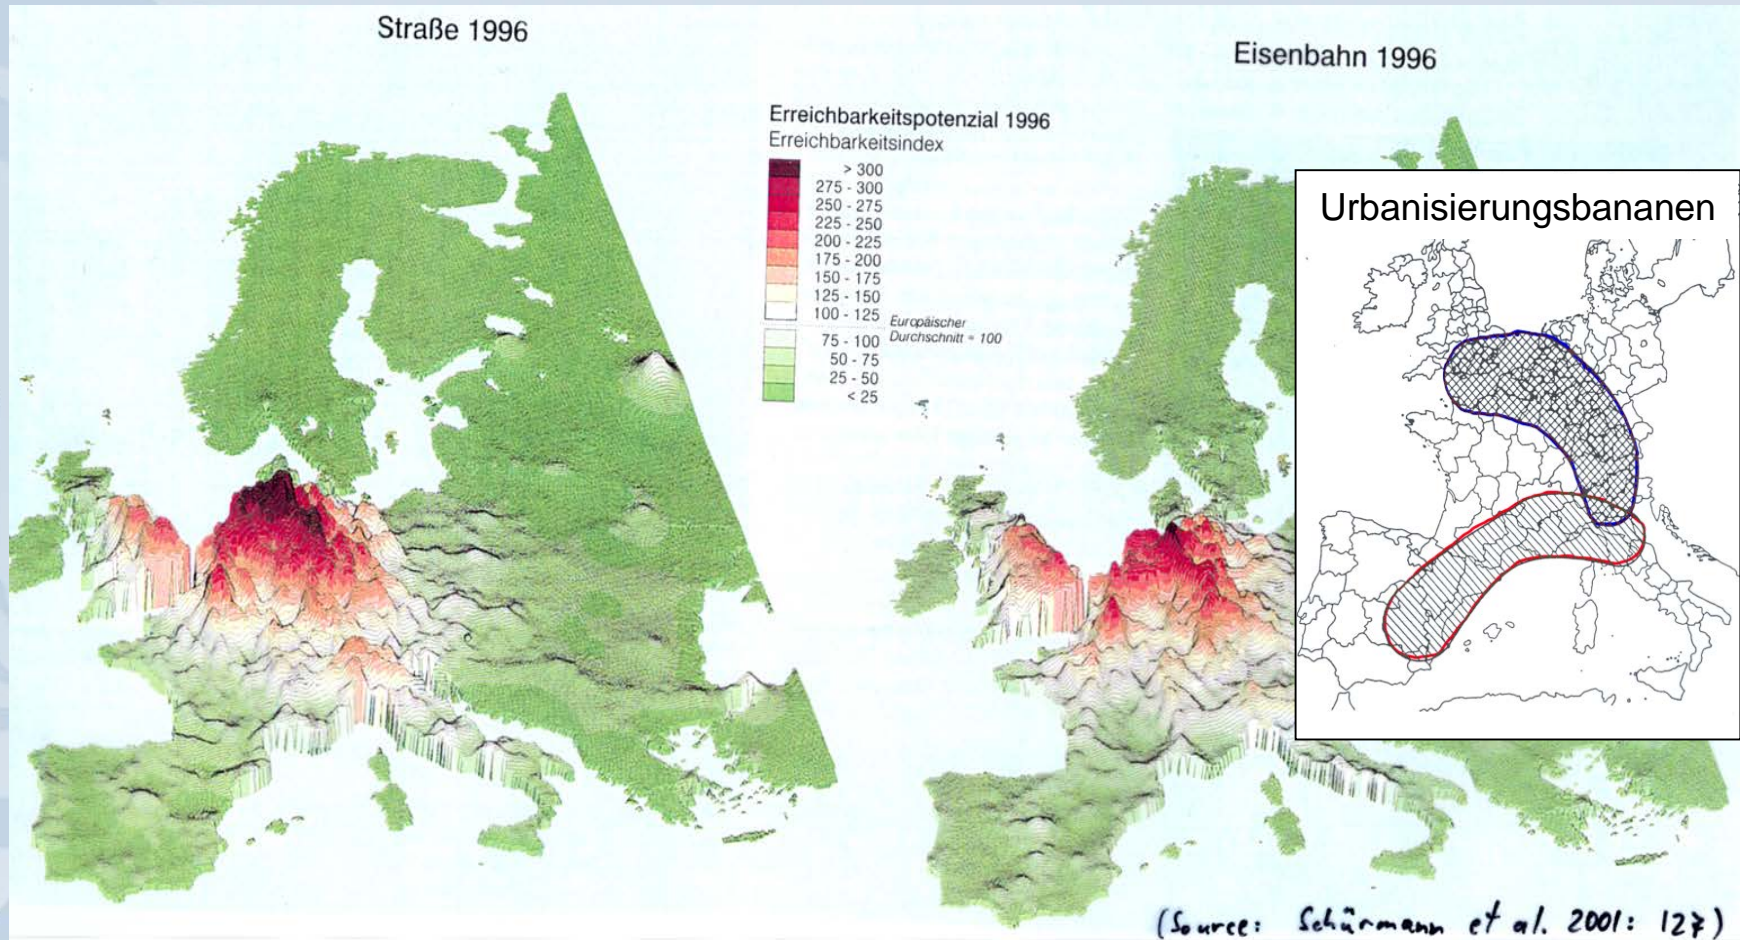 Straße 1996
Eisenbahn 1996
Erreichbarkeitspotenzial 1996
Erreichbarkeitsindex
> 300
275 - 300
250 - 275
225 - 250
200 - 225
175 - 200
150 - 175
125 - 150
100 - 125
Europäischer
Durchschnitt = 100
75 - 100
50 - 75
25 - 50
< 25
Urbanisierungsbananen
(Source: Schürmann et al. 2001: 127)